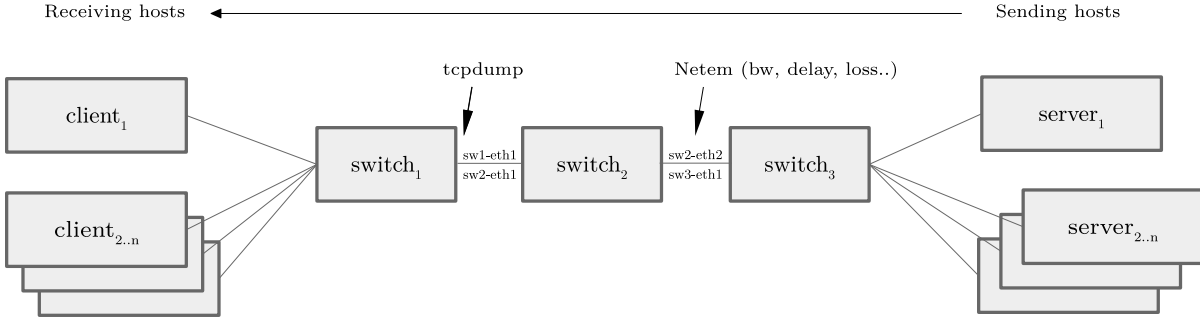 Receiving hosts
Sending hosts
tcpdump
Netem (bw, delay, loss..)
client1
server1
switch1
sw1-eth1
sw2-eth1
switch2
sw2-eth2
sw3-eth1
switch3
client2..n
server2..n